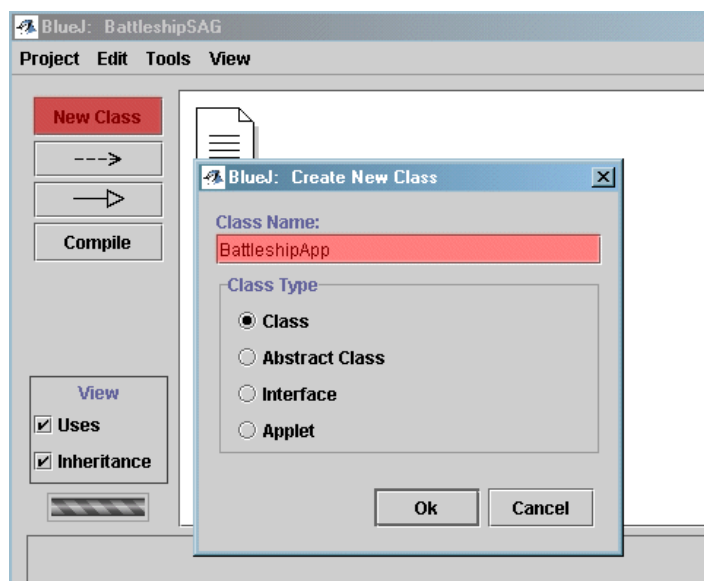 BlueJ: BattleshipSAG
Project Edit Tools View
New Class
Compile
View
Uses
Inheritance
BlueJ: Create New Class
Class Name:
BattleshipApp
Class Type
Class
Abstract Class
Interface
Applet
Ok Cancel